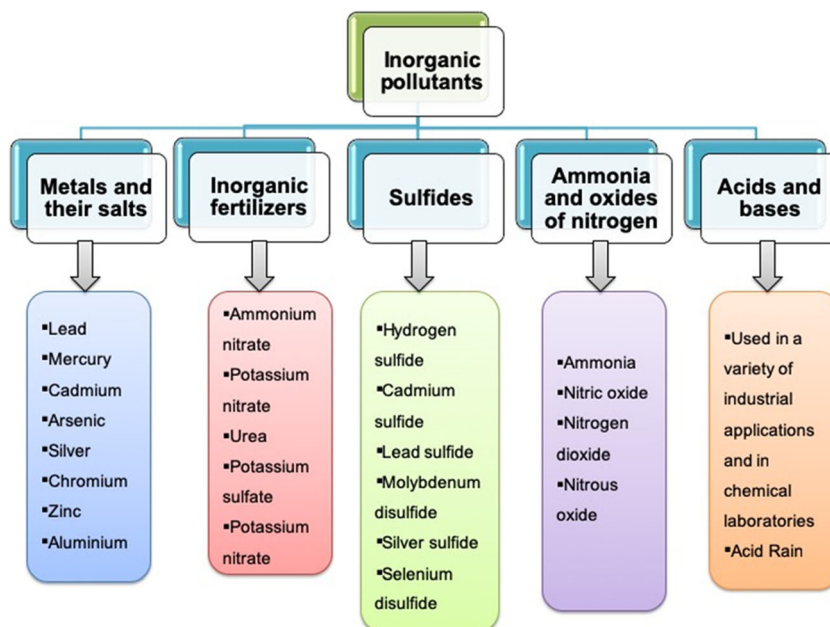 Inorganic
pollutants
Metals and
their salts
Inorganic
fertilizers
Sulfides
Ammonia
and oxides
of nitrogen
Acids and
bases
▪Lead
▪Mercury
▪Cadmium
▪Arsenic
▪Silver
▪Chromium
▪Zinc
▪Aluminium
▪Ammonium
nitrate
▪Potassium
nitrate
▪Urea
▪Potassium
sulfate
▪Potassium
nitrate
▪Hydrogen
sulfide
▪Cadmium
sulfide
▪Lead sulfide
▪Molybdenum
disulfide
▪Silver sulfide
▪Selenium
disulfide
▪Ammonia
▪Nitric oxide
▪Nitrogen
dioxide
▪Nitrous
oxide
▪Used in a
variety of
industrial
applications
and in
chemical
laboratories
▪Acid Rain